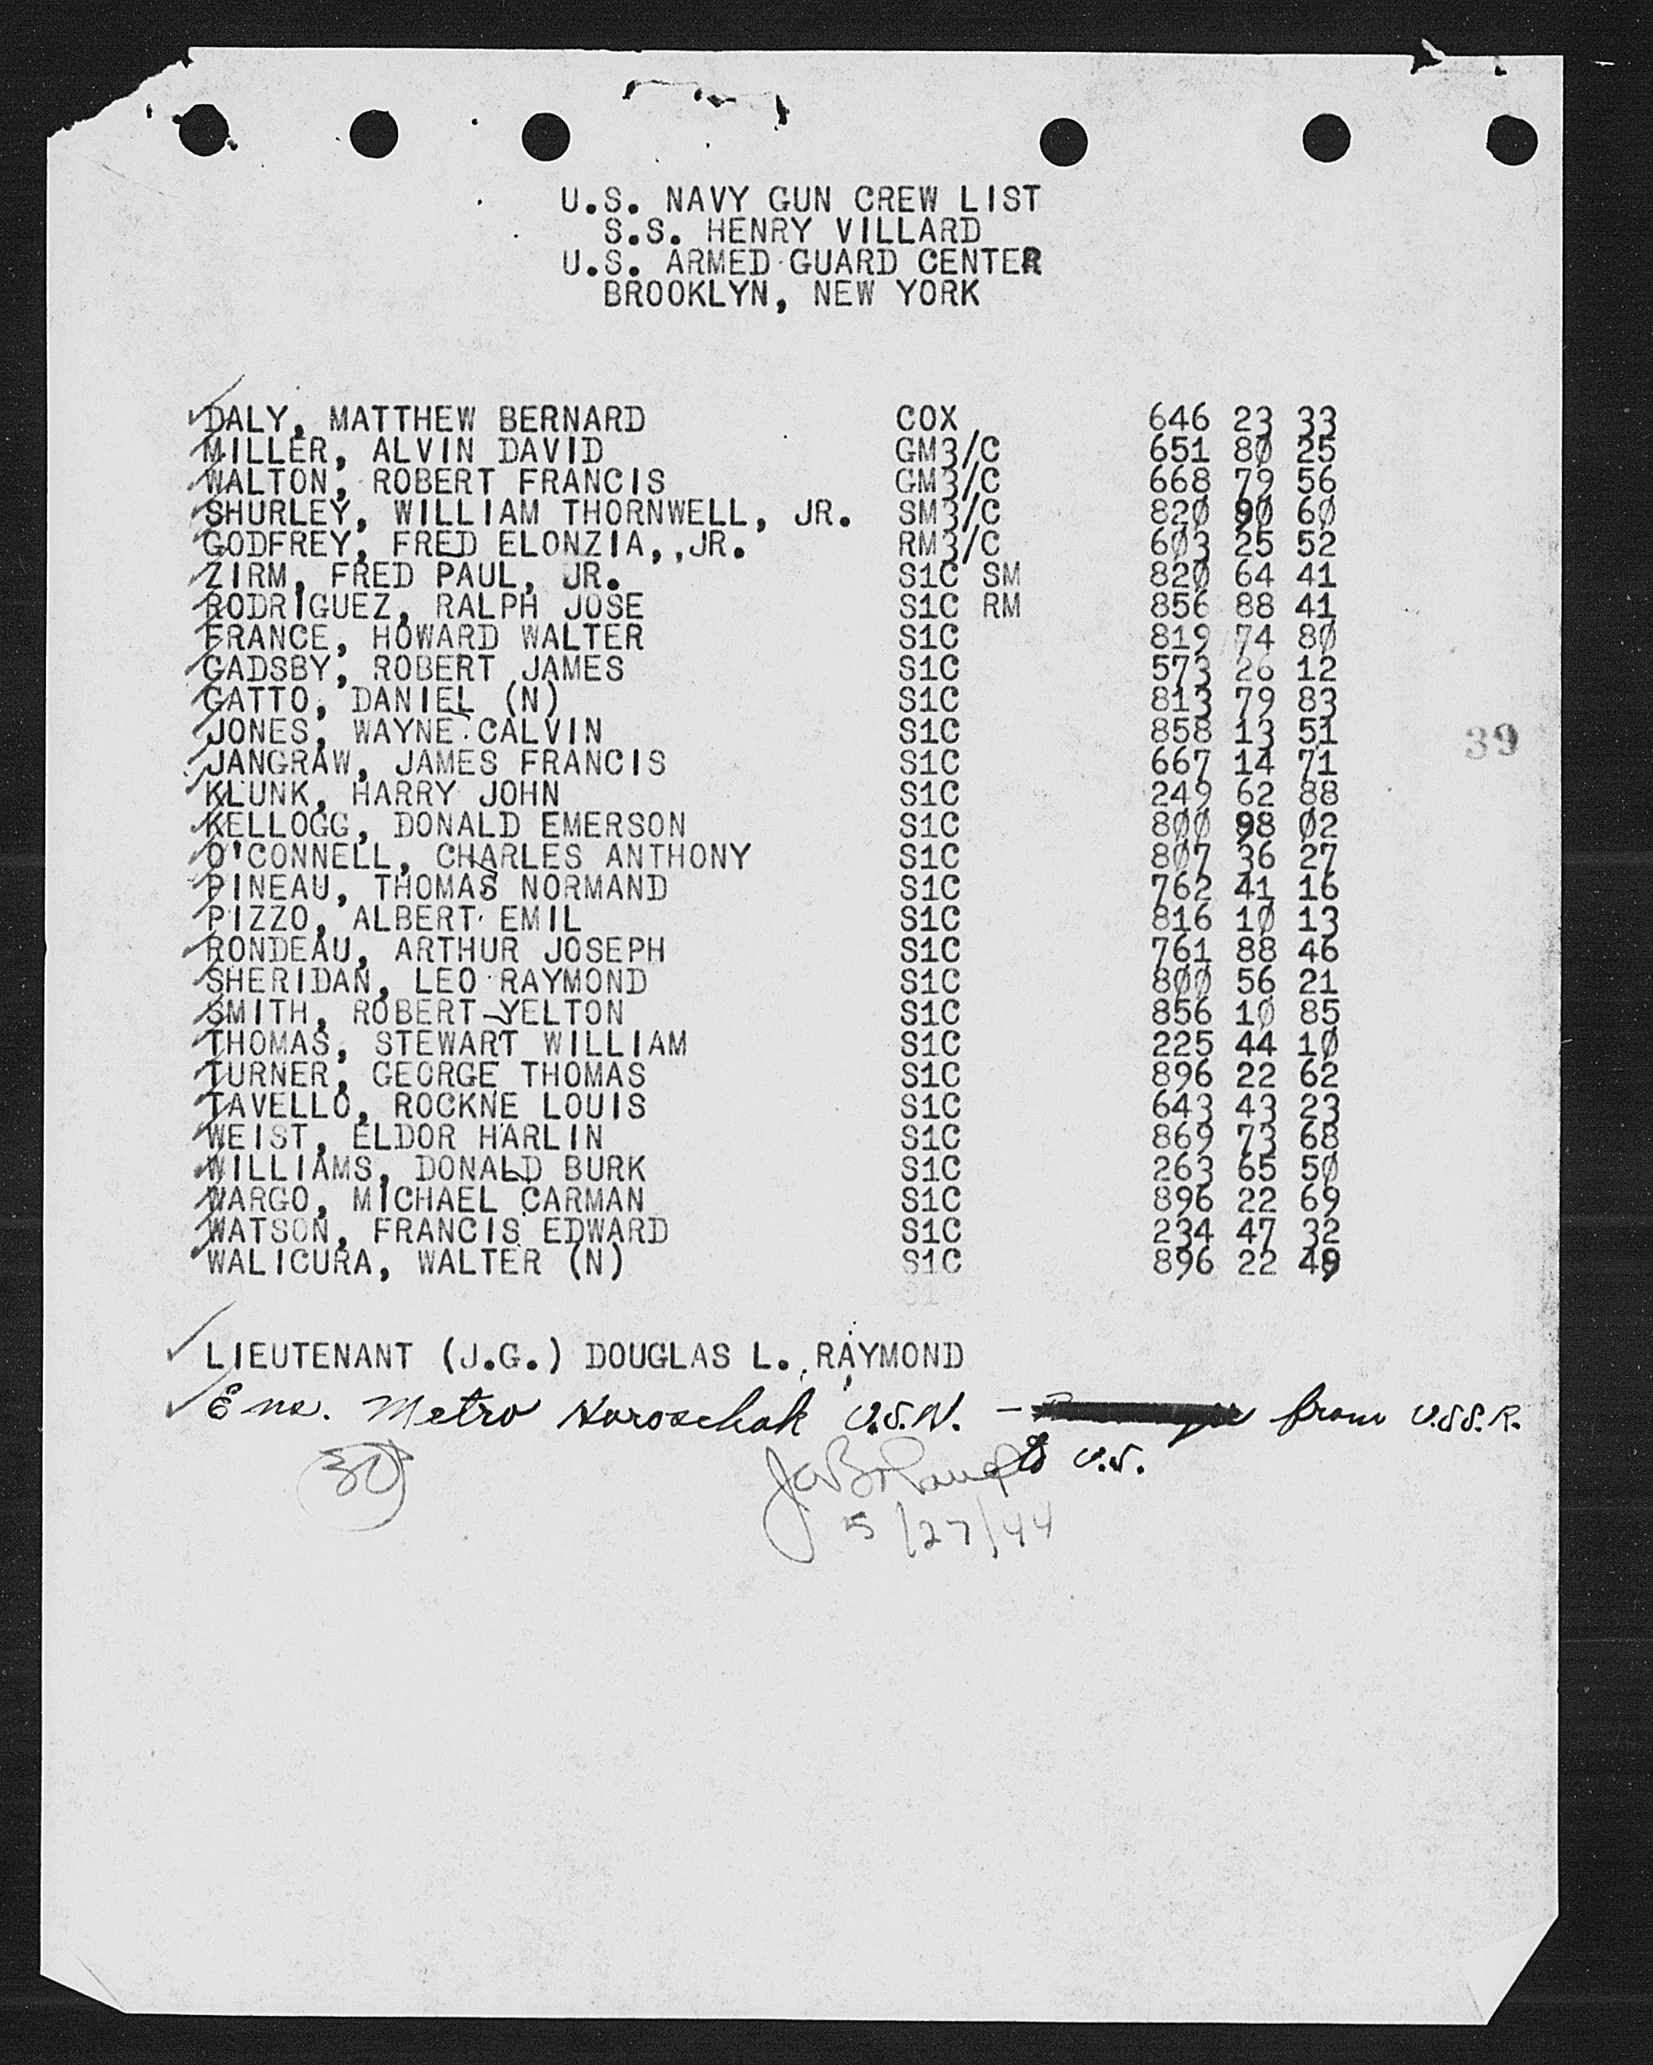 U.S. NAVY GUN CREW LIST
S.S. HENRY VILLARD
U.S. ARMED GUARD CENTER
BROOKLYN, NEW YORK
DALY, MATTHEW BERNARD COX 646 23 33
MILLER, ALVIN DAVID GM3/C 651 80 25
WALTON, ROBERT FRANCIS GM3/C 668 79 56
SHURLEY, WILLIAM THORNWELL, JR. SM3/C 820 90 60
GODFREY, FRED ELONZIA, JR. RM3/C 603 25 52
ZIRM, FRED PAUL, JR. S1C SM 820 64 41
RODRIGUEZ, RALPH JOSE S1C RM 856 88 41
FRANCE, HOWARD WALTER S1C 819 74 80
GADSBY, ROBERT JAMES S1C 573 26 12
GATTO, DANIEL (N) S1C 813 79 83
JONES, WAYNE CALVIN S1C 858 13 51
JANGRAW, JAMES FRANCIS S1C 667 14 71
39
KLUNK, HARRY JOHN S1C 249 62 88
KELLOGG, DONALD EMERSON S1C 800 98 02
O'CONNELL, CHARLES ANTHONY S1C 807 36 27
PINEAU, THOMAS NORMAND S1C 762 41 16
PIZZO, ALBERT EMIL S1C 816 10 13
RONDEAU, ARTHUR JOSEPH S1C 761 88 46
SHERIDAN, LEO RAYMOND S1C 800 56 21
SMITH, ROBERT YELTON S1C 856 10 85
THOMAS, STEWART WILLIAM S1C 225 44 10
TURNER, GEORGE THOMAS S1C 896 22 62
TAVELLO, ROCKNE LOUIS S1C 643 43 23
WEIST, ELDOR HARLIN S1C 869 73 68
WILLIAMS, DONALD BURK S1C 263 65 50
WARGO, MICHAEL CARMAN S1C 896 22 69
WATSON, FRANCIS EDWARD S1C 234 47 32
WALICURA, WALTER (N) S1C 896 22 49
LIEUTENANT (J.G.) DOUGLAS L. RAYMOND
Ens. Metro Horoschak U.S.N. - from U.S.S.R.
to U.S.
30
5/27/44